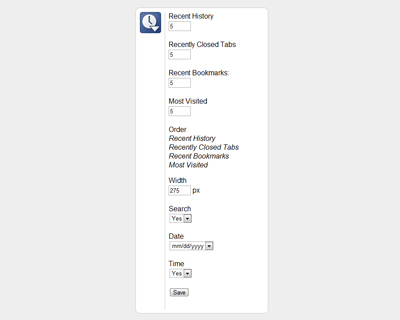 Recent History
5
Recently Closed Tabs
5
Recent Bookmarks:
5
Most Visited
5
Order
Recent History
Recently Closed Tabs
Recent Bookmarks
Most Visited
Width
275 px
Search
Yes
Date
mm/dd/yyyy
Time
Yes
Save